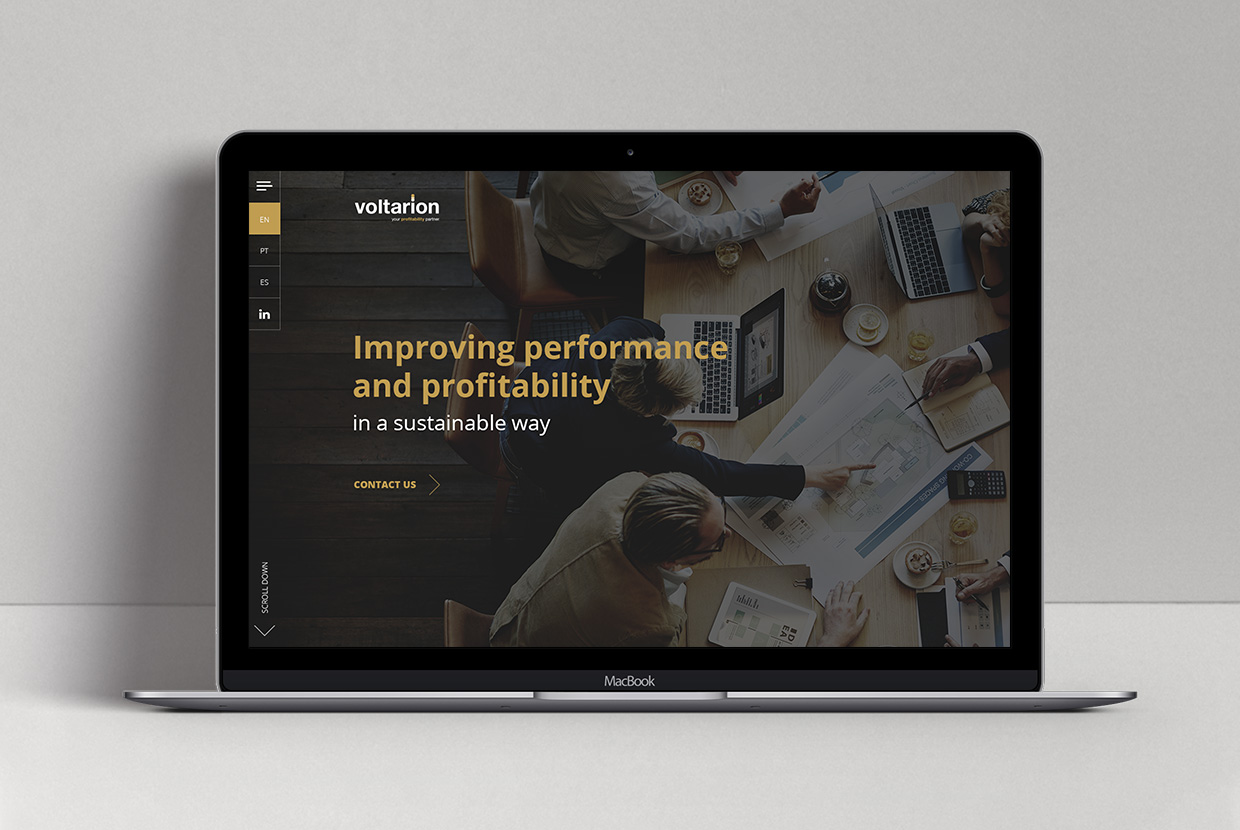 EN
PT
ES
in
voltarion
your profitability partner
Improving performance
and profitability
in a sustainable way
CONTACT US
SCROLL DOWN
MacBook